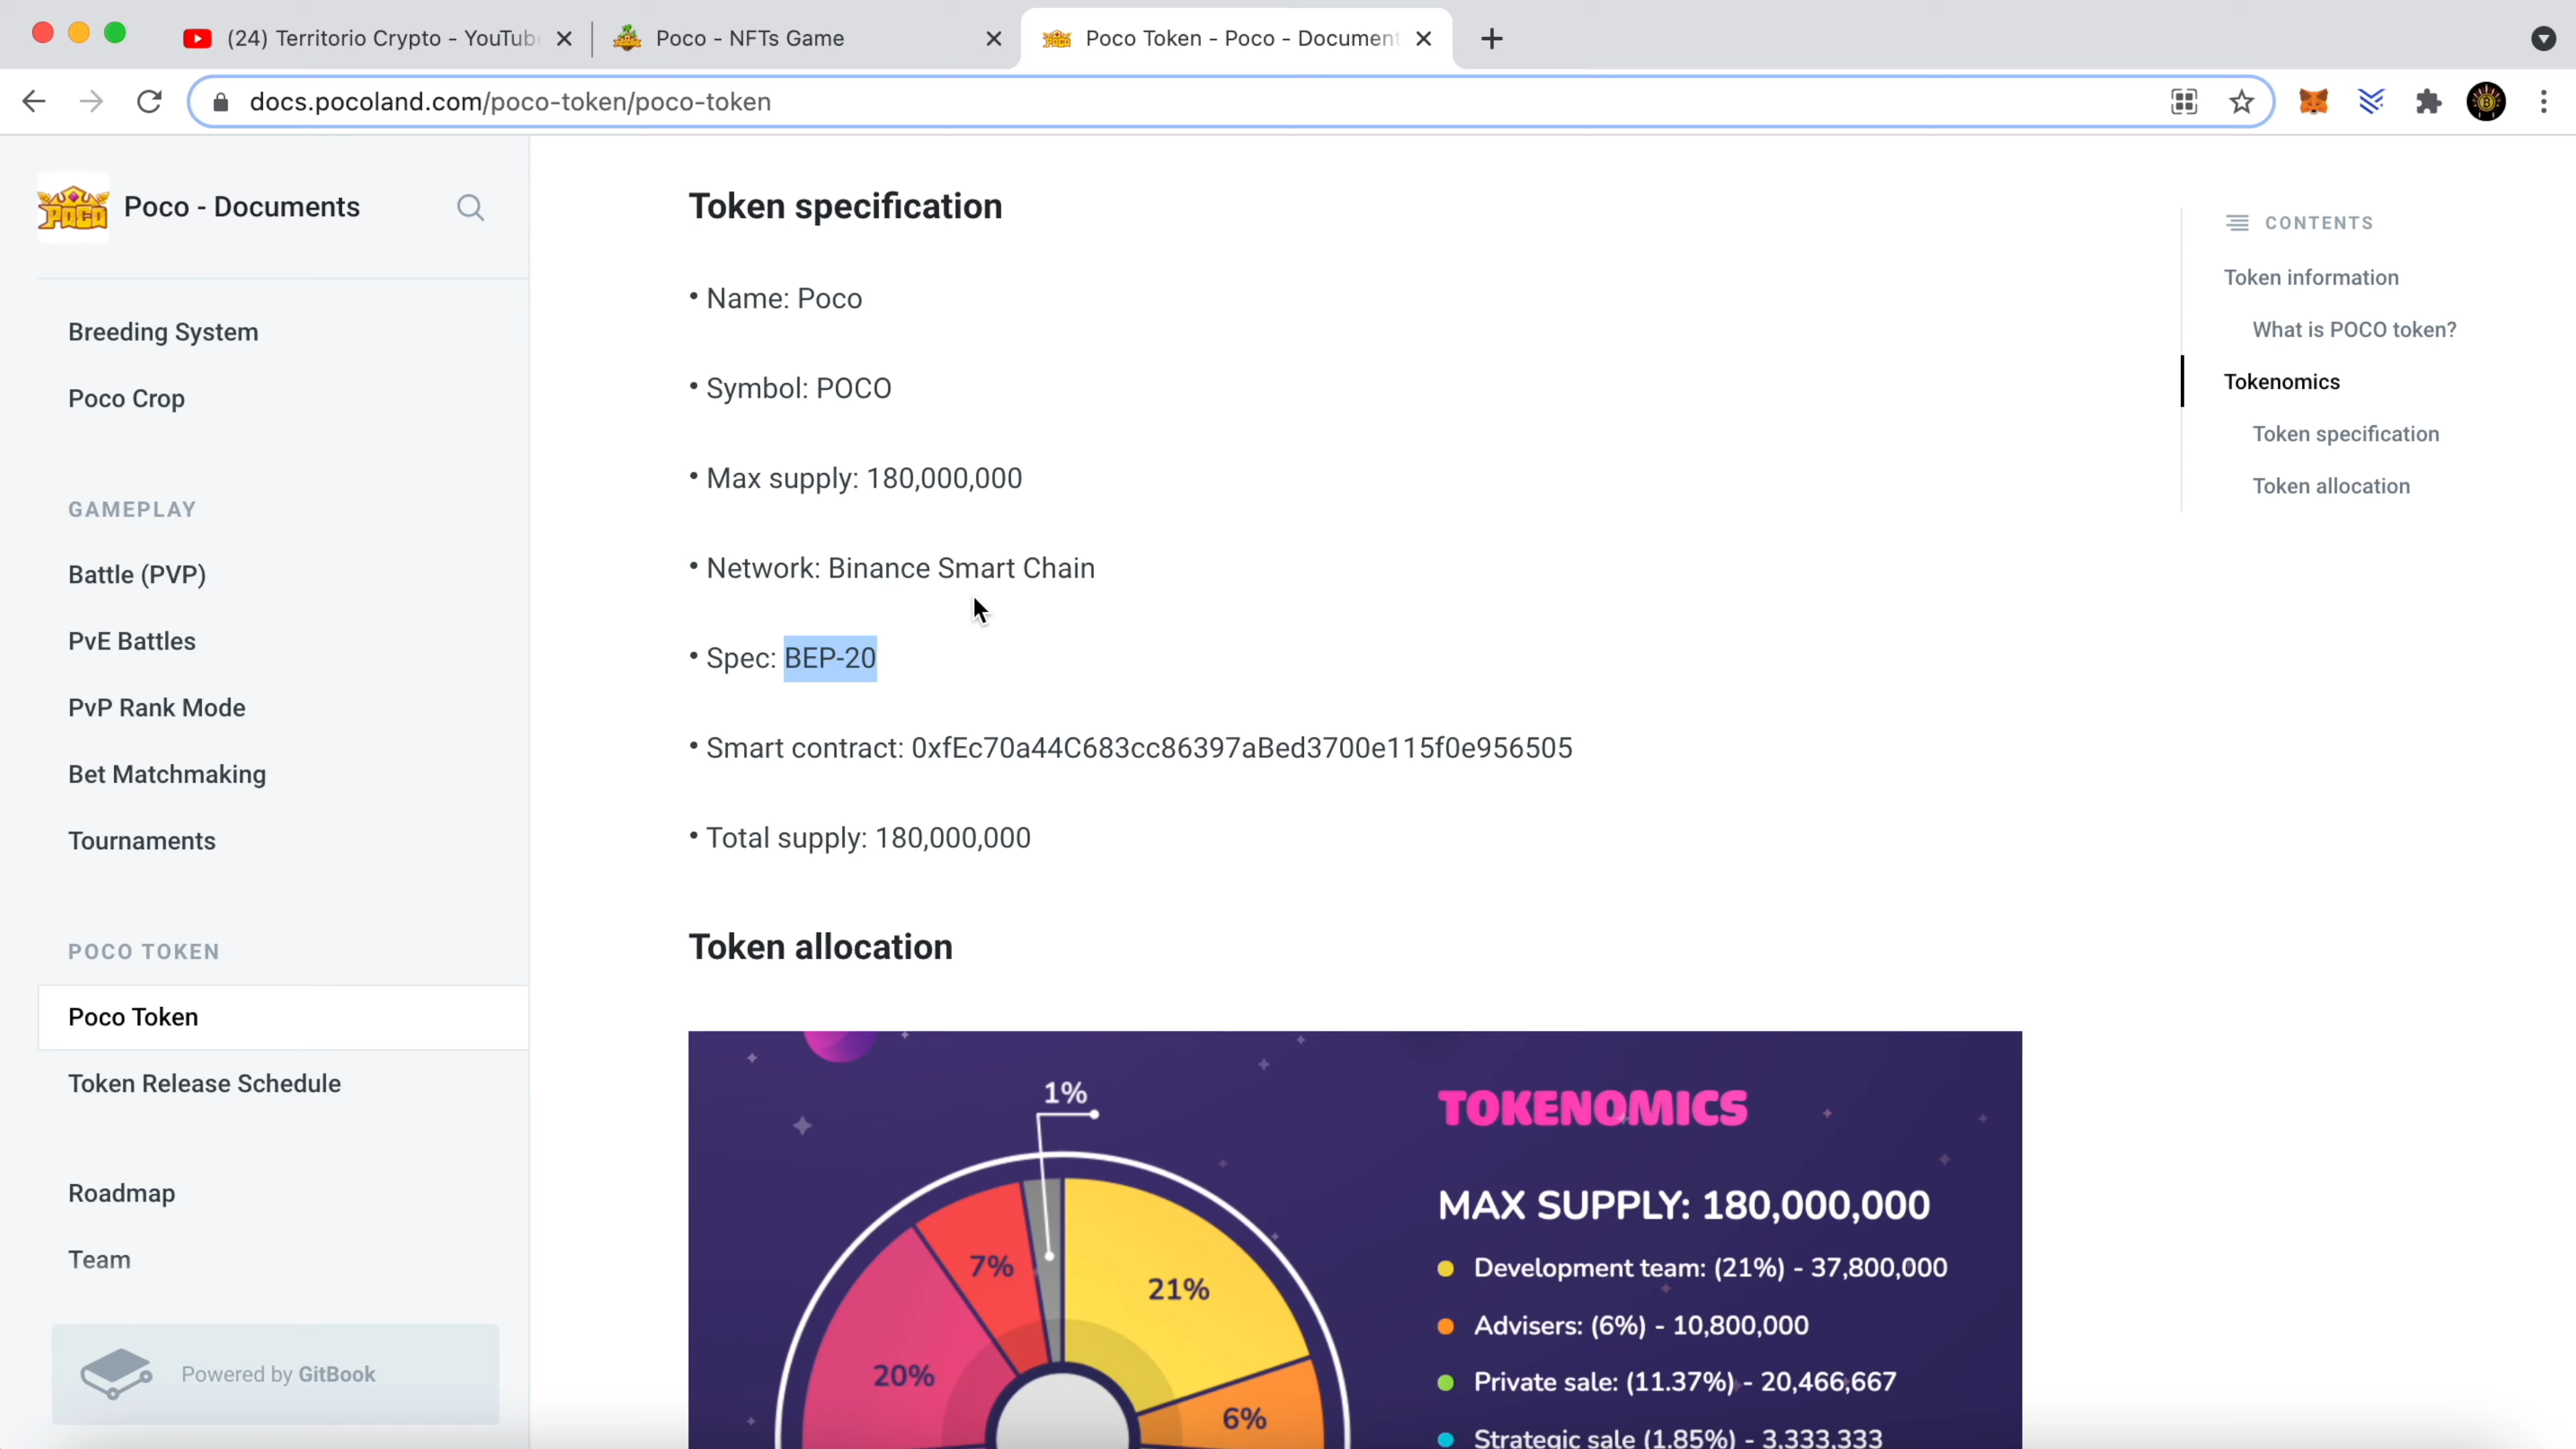 (24) Territorio Crypto - YouTube
Poco - NFTs Game
Poco Token - Poco - Document
docs.pocoland.com/poco-token/poco-token
POCO
Poco - Documents
Breeding System
Poco Crop
GAMEPLAY
Battle (PVP)
PvE Battles
PvP Rank Mode
Bet Matchmaking
Tournaments
POCO TOKEN
Poco Token
Token Release Schedule
Roadmap
Team
Powered by GitBook
Token specification
• Name: Poco
• Symbol: POCO
• Max supply: 180,000,000
• Network: Binance Smart Chain
• Spec: BEP-20
• Smart contract: 0xfEc70a44C683cc86397aBed3700e115f0e956505
• Total supply: 180,000,000
Token allocation
1%
7%
21%
20%
6%
TOKENOMICS
MAX SUPPLY: 180,000,000
Development team: (21%) - 37,800,000
Advisers: (6%) - 10,800,000
Private sale: (11.37%) - 20,466,667
Strategic sale (1.85%) - 3,333,333
CONTENTS
Token information
What is POCO token?
Tokenomics
Token specification
Token allocation